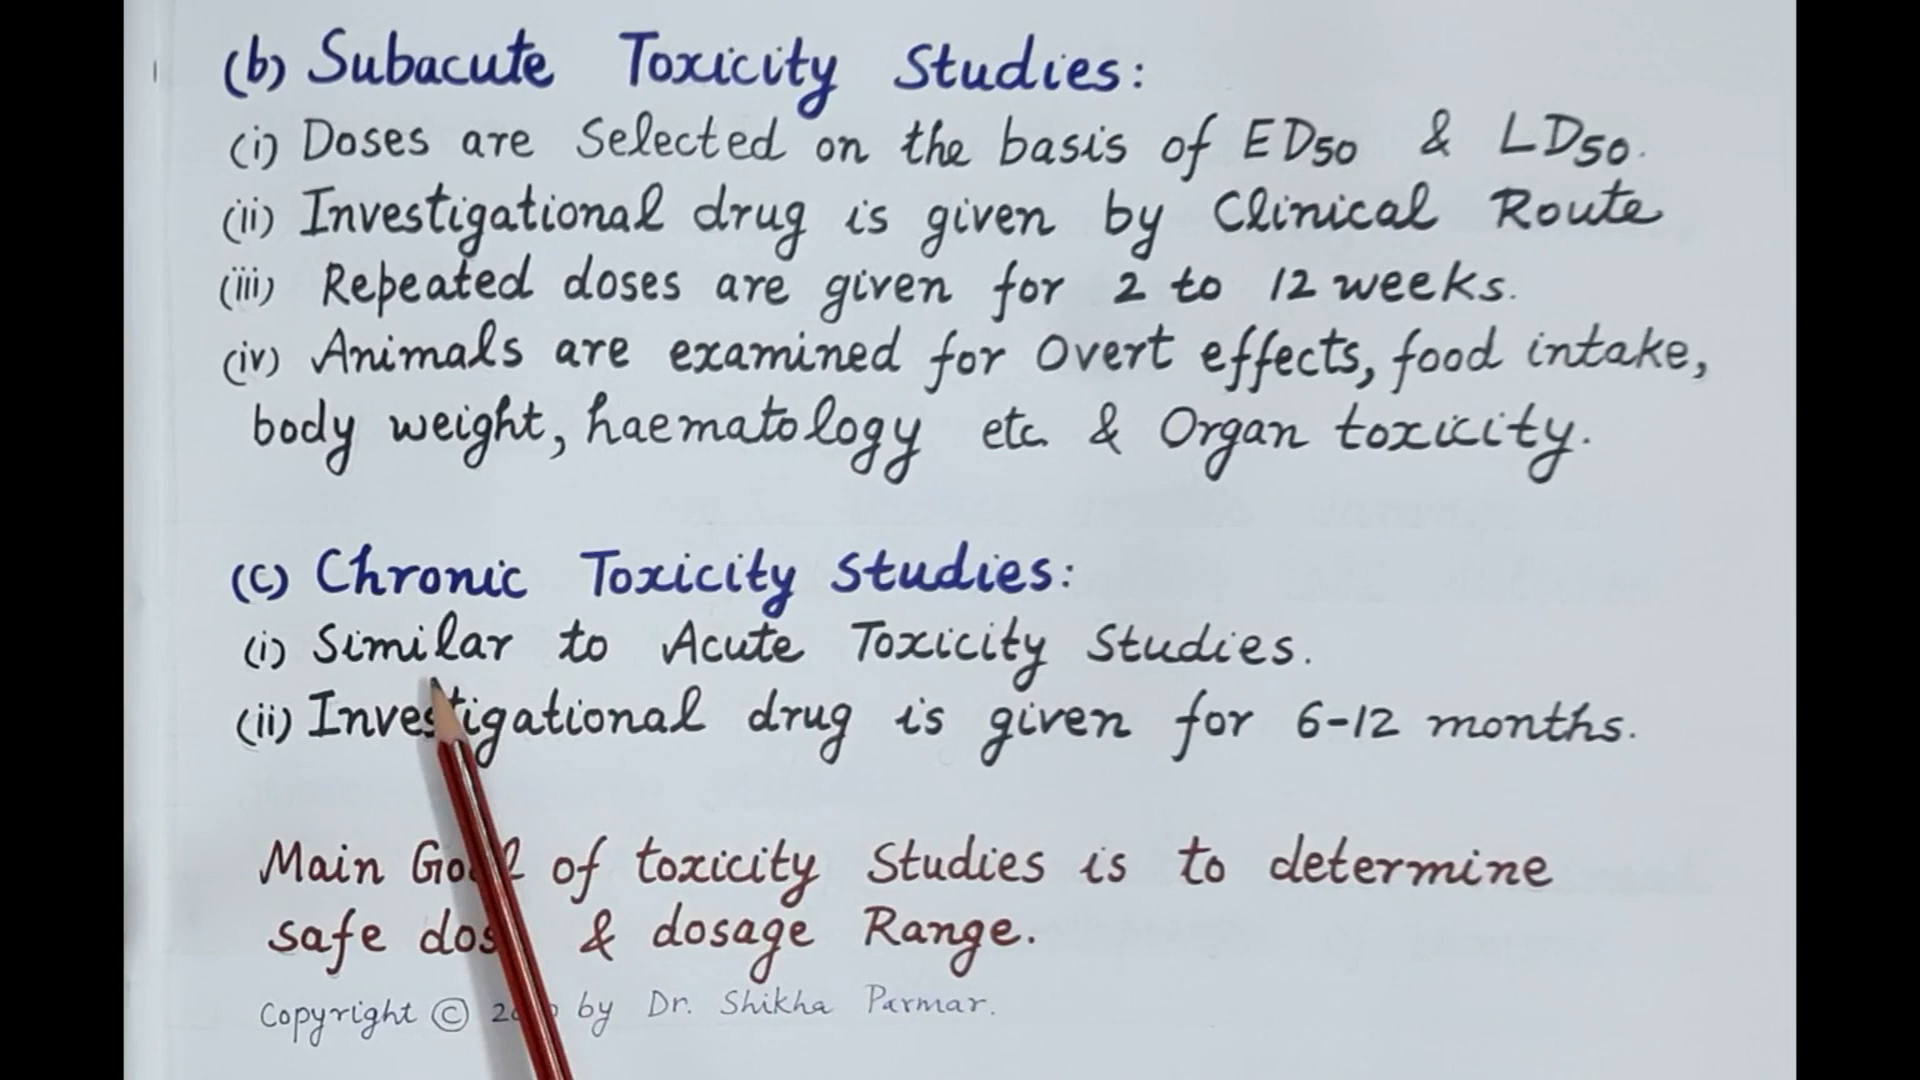 (b) Subacute Toxicity Studies:
(i) Doses are Selected on the basis of ED50 & LD50.
(ii) Investigational drug is given by Clinical Route
(iii) Repeated doses are given for 2 to 12 weeks.
(iv) Animals are examined for Overt effects, food intake,
body weight, haematology etc. & Organ toxicity.
(c) Chronic Toxicity Studies:
(i) Similar to Acute Toxicity Studies.
(ii) Investigational drug is given for 6-12 months.
Main Goal of toxicity Studies is to determine
safe & dosage Range.
Copyright © by Dr. Shikha Parmar.